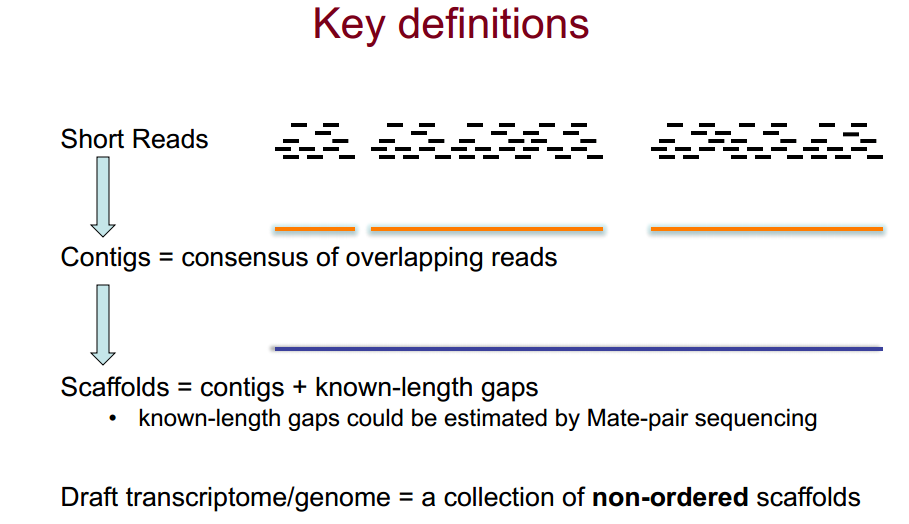 Key definitions
Short Reads
Contigs = consensus of overlapping reads
Scaffolds = contigs + known-length gaps
• known-length gaps could be estimated by Mate-pair sequencing
Draft transcriptome/genome = a collection of non-ordered scaffolds